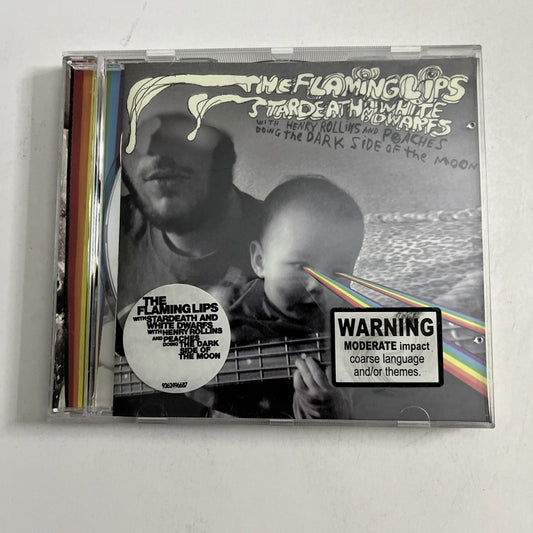 THE FLAMING LIPS
STARDEATH AND WHITE DWARFS
WITH HENRY ROLLINS AND PEACHES
DOING the DARK SIDE OF the MOON
THE
FLAMING LIPS
WITH STARDEATH AND
WHITE DWARFS
WITH HENRY ROLLINS
AND PEACHES
DOING THE DARK
SIDE OF
THE MOON
9362496687
WARNING
MODERATE impact
coarse language
and/or themes.